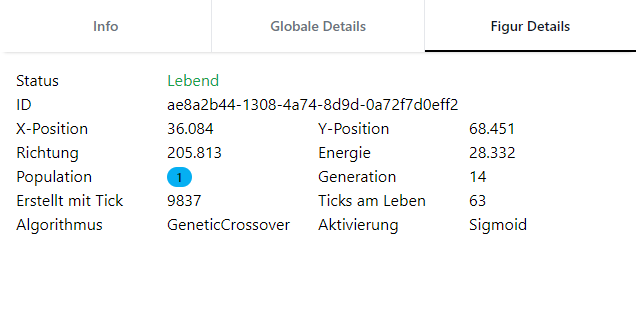 Info Globale Details Figur Details
Status Lebend
ID ae8a2b44-1308-4a74-8d9d-0a72f7d0eff2
X-Position 36.084 Y-Position 68.451
Richtung 205.813 Energie 28.332
Population 1 Generation 14
Erstellt mit Tick 9837 Ticks am Leben 63
Algorithmus GeneticCrossover Aktivierung Sigmoid